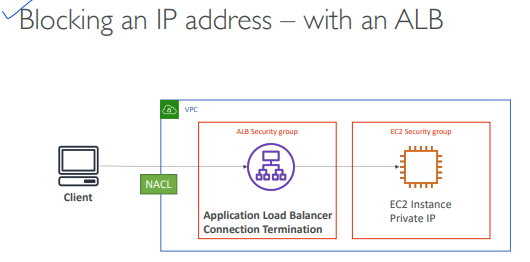 Blocking an IP address – with an ALB
VPC
ALB Security group
EC2 Security group
NACL
Client
Application Load Balancer
Connection Termination
EC2 Instance
Private IP